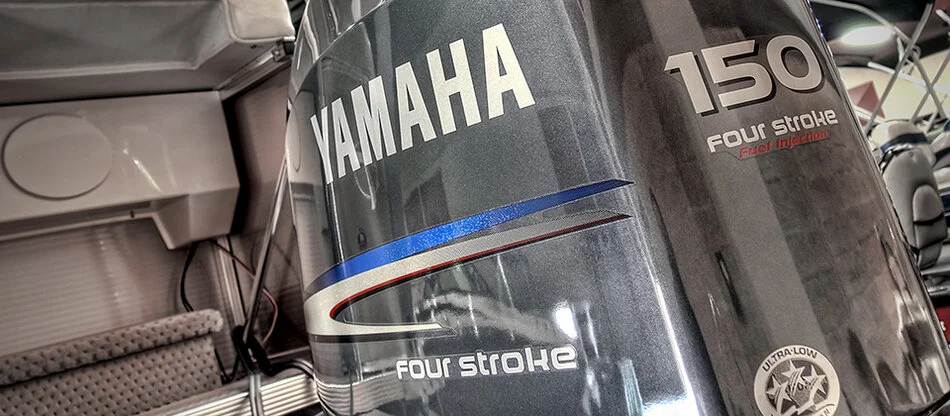 YAMAHA
FOUR STROKE
150
FOUR STROKE
Fuel Injection
ULTRA-LOW